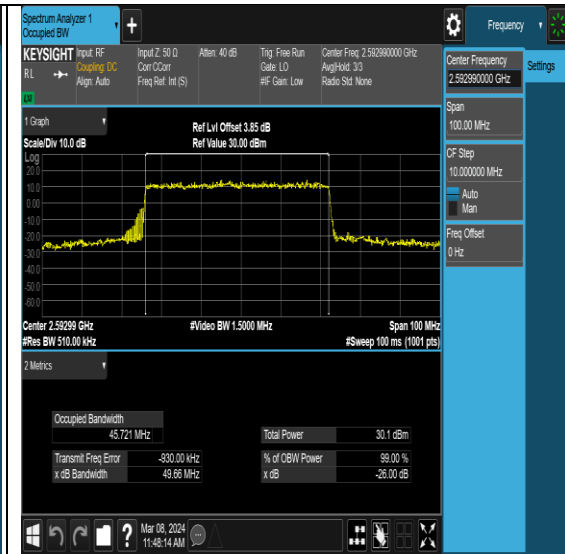 Spectrum Analyzer 1
Occupied BW
Frequency
KEYSIGHT
RL
LXI
Input: RF
Coupling: DC
Align: Auto
Input Z: 50 Ω
Corr CCorr
Freq Ref: Int (S)
Atten: 40 dB
Trig: Free Run
Gate: LO
#IF Gain: Low
Center Freq: 2.592990000 GHz
Avg|Hold: 3/3
Radio Std: None
Center Frequency
2.592990000 GHz
Settings
Span
100.00 MHz
CF Step
10.000000 MHz
Auto
Man
Freq Offset
0 Hz
1 Graph
Scale/Div 10.0 dB
Ref Lvl Offset 3.85 dB
Ref Value 30.00 dBm
Log
20.0
10.0
0.00
-10.0
-20.0
-30.0
-40.0
-50.0
-60.0
Center 2.59299 GHz
#Res BW 510.00 kHz
#Video BW 1.5000 MHz
Span 100 MHz
#Sweep 100 ms (1001 pts)
2 Metrics
Occupied Bandwidth
45.721 MHz
Total Power 30.1 dBm
Transmit Freq Error -930.00 kHz
% of OBW Power 99.00 %
x dB Bandwidth 49.66 MHz
x dB -26.00 dB
?
Mar 08, 2024
11:48:14 AM